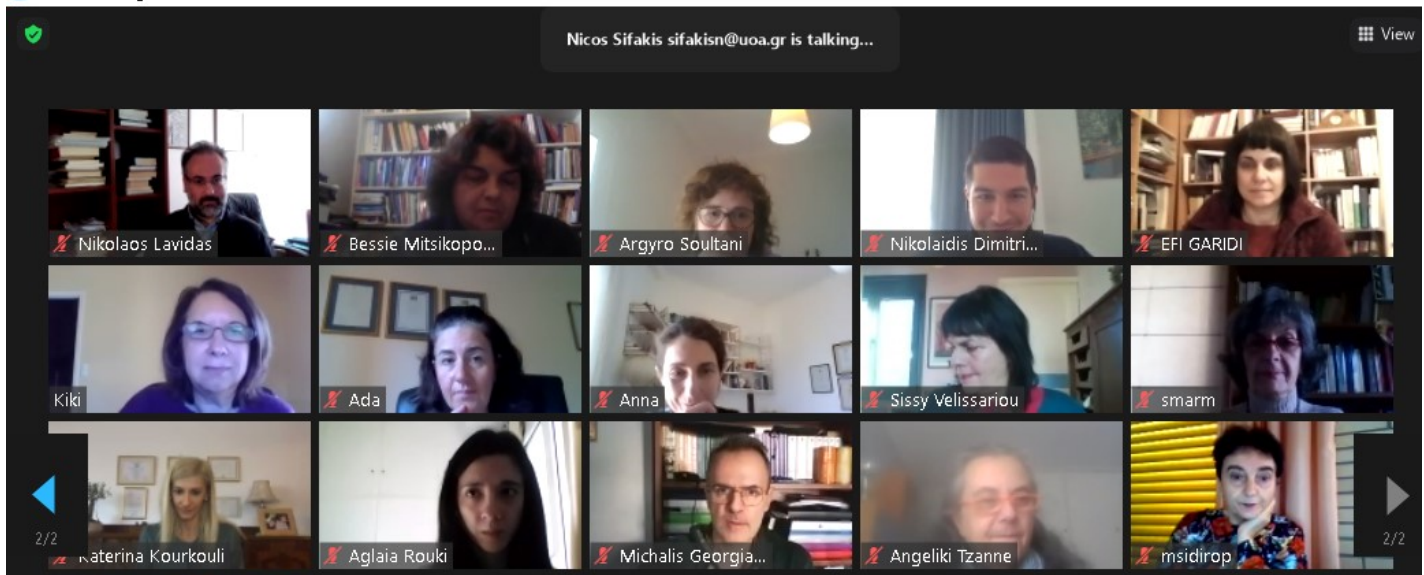 Nicos Sifakis sifakisn@uoa.gr is talking...
View
Nikolaos Lavidas
Bessie Mitsikopo...
Argyro Soultani
Nikolaidis Dimitri...
EFI GARIDI
Kiki
Ada
Anna
Sissy Velissariou
smarm
2/2
Katerina Kourkouli
Aglaia Rouki
Michalis Georgia...
Angeliki Tzanne
msidirop
2/2